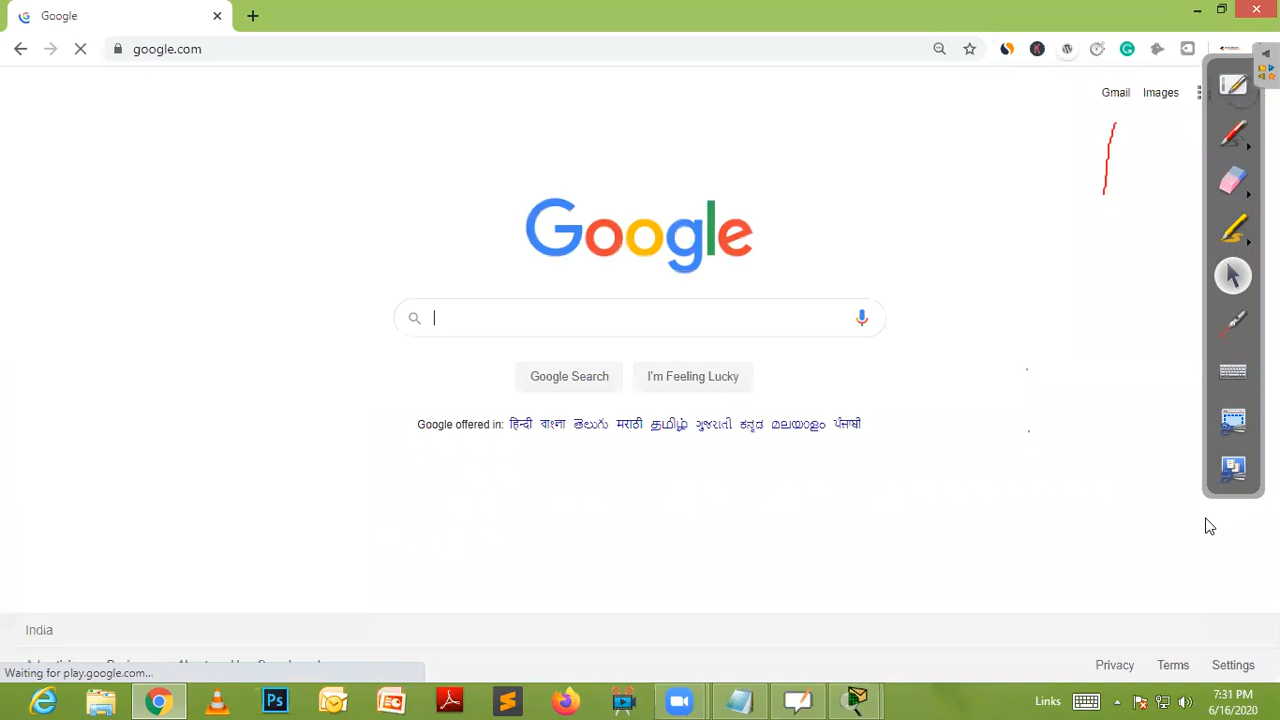 Google
google.com
Gmail Images
Google
Google Search I'm Feeling Lucky
Google offered in: हिन्दी বাংলা తెలుగు मराठी தமிழ் ગુજરાતી ಕನ್ನಡ മലയാളം ਪੰਜਾਬੀ
India
Waiting for play.google.com...
Privacy Terms Settings
Ps
Links
7:31 PM
6/16/2020